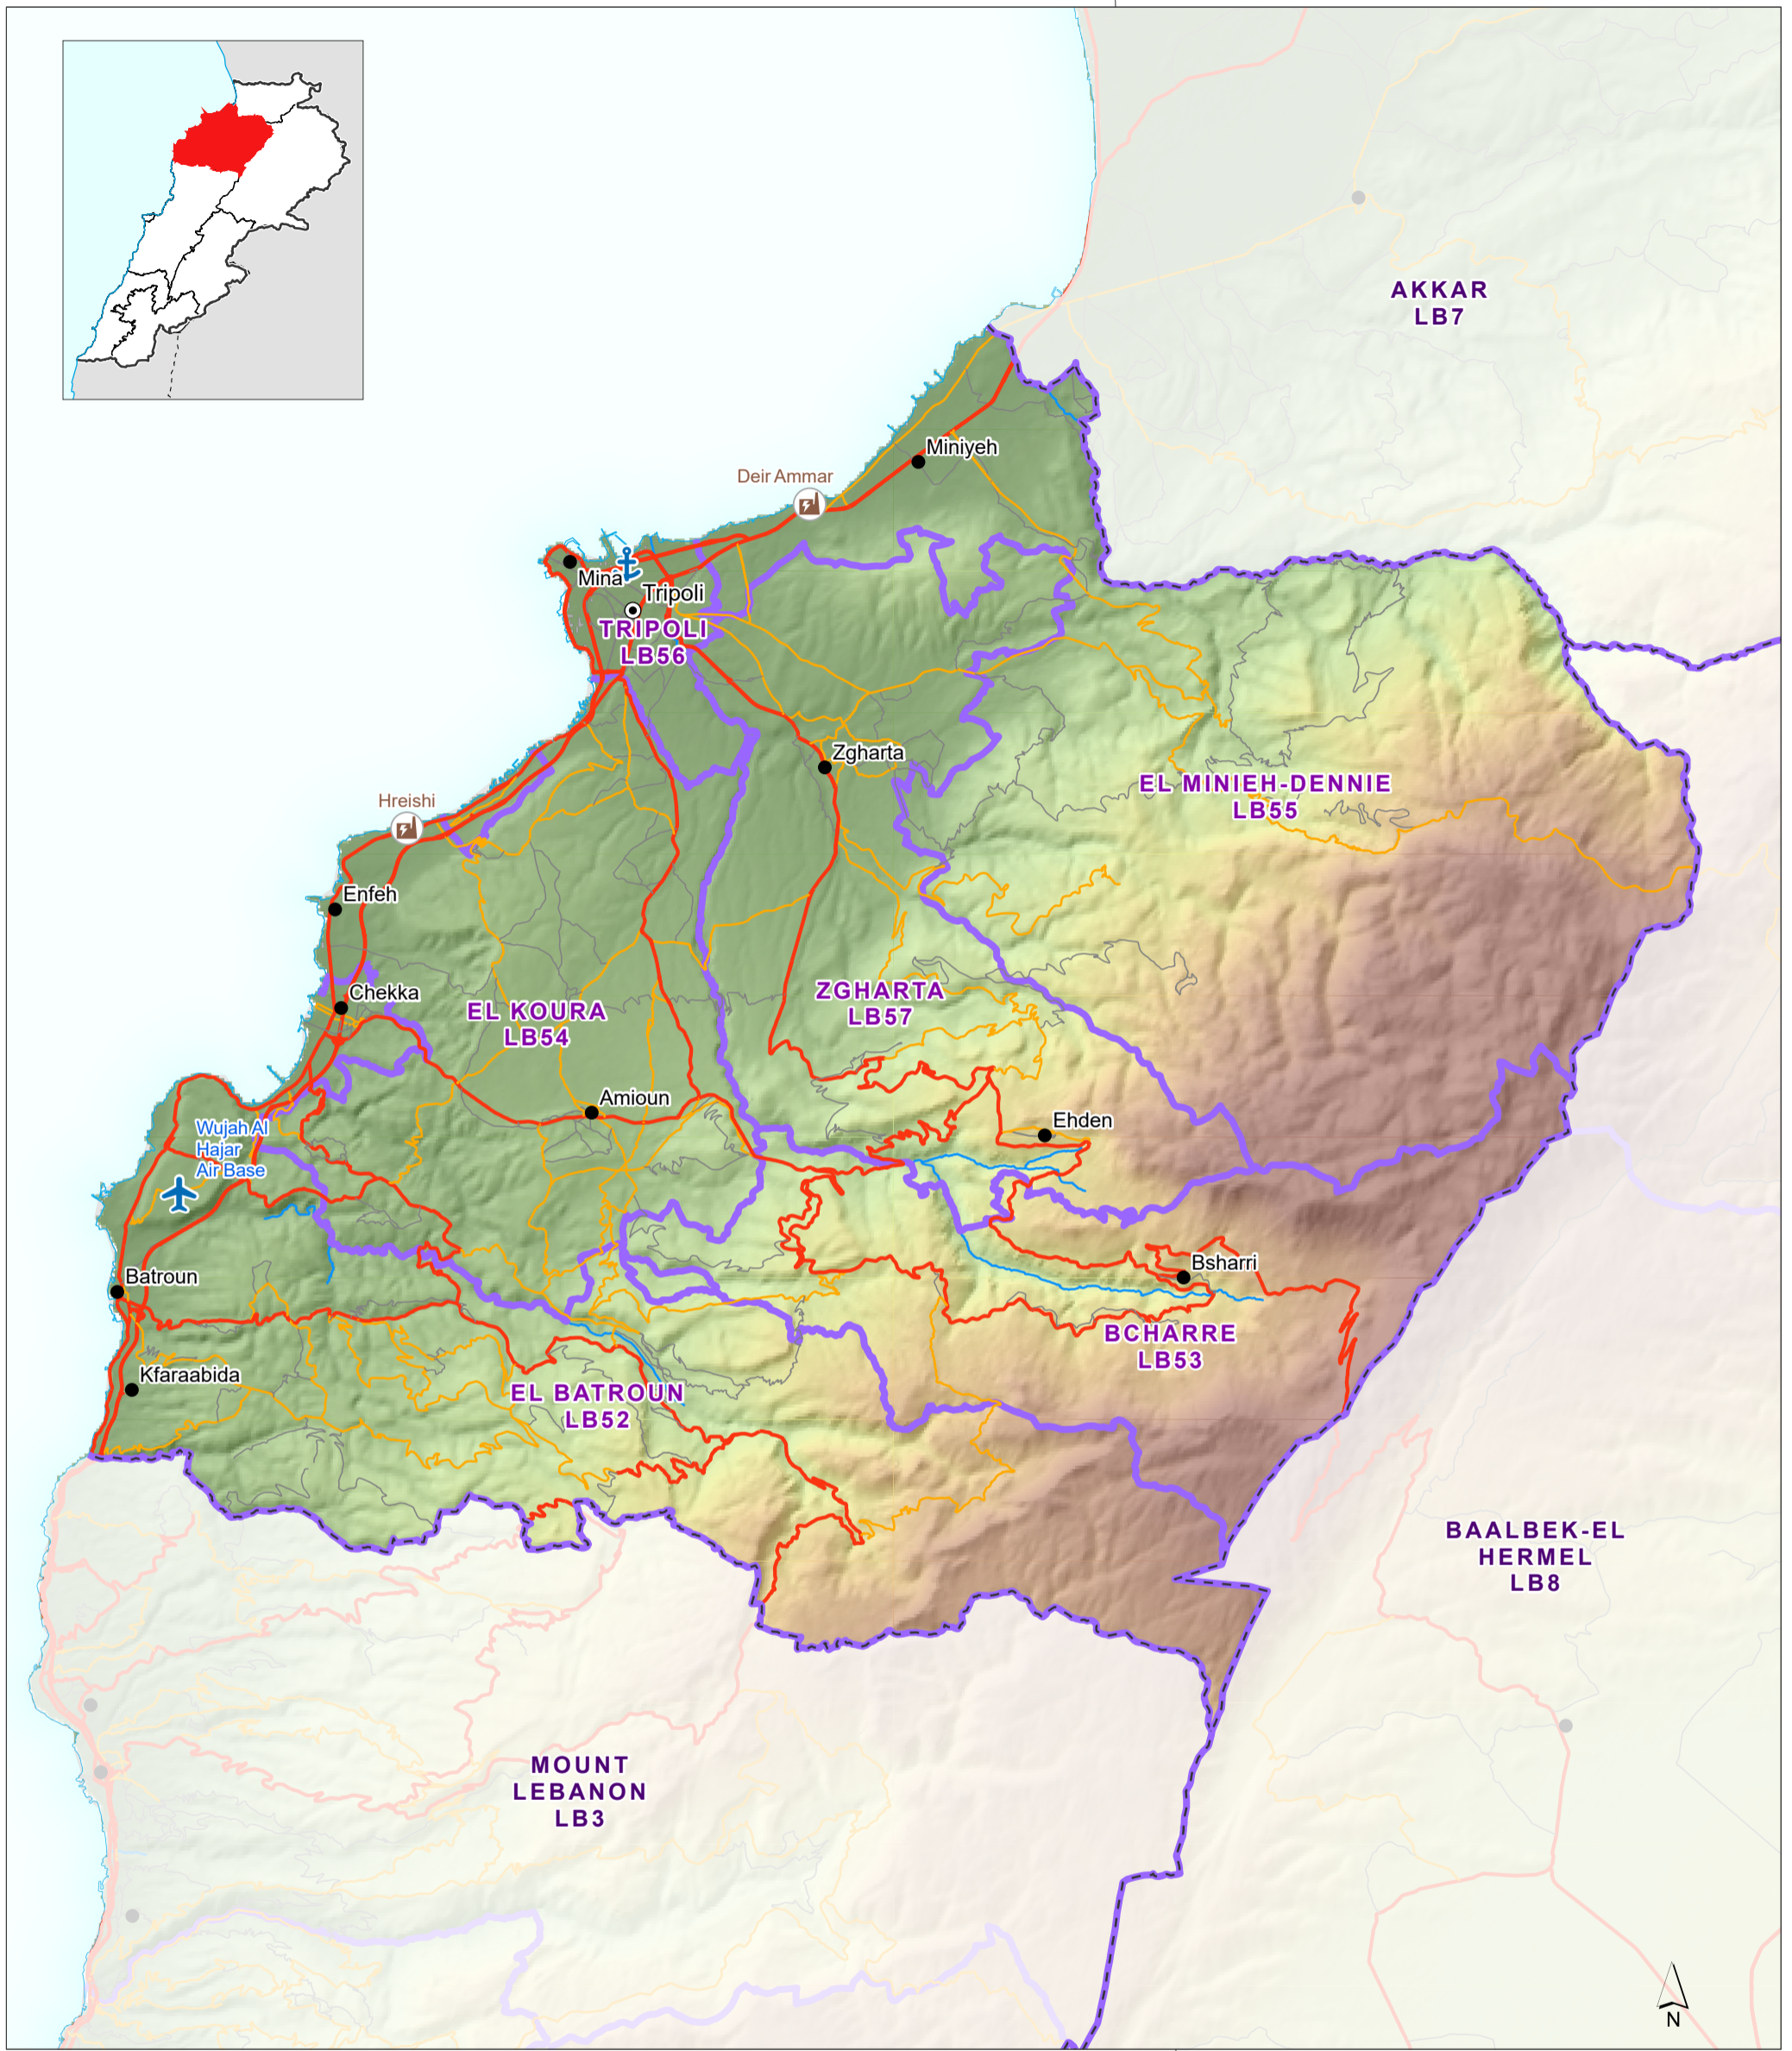 AKKAR
LB7
Miniyeh
Deir Ammar
Mina
Tripoli
TRIPOLI
LB56
Zgharta
EL MINIEH-DENNIE
LB55
Hreishi
Enfeh
Chekka
EL KOURA
LB54
ZGHARTA
LB57
Amioun
Ehden
Wujah Al
Hajar
Air Base
Batroun
Bsharri
BCHARRE
LB53
Kfaraabida
EL BATROUN
LB52
BAALBEK-EL
HERMEL
LB8
MOUNT
LEBANON
LB3
N